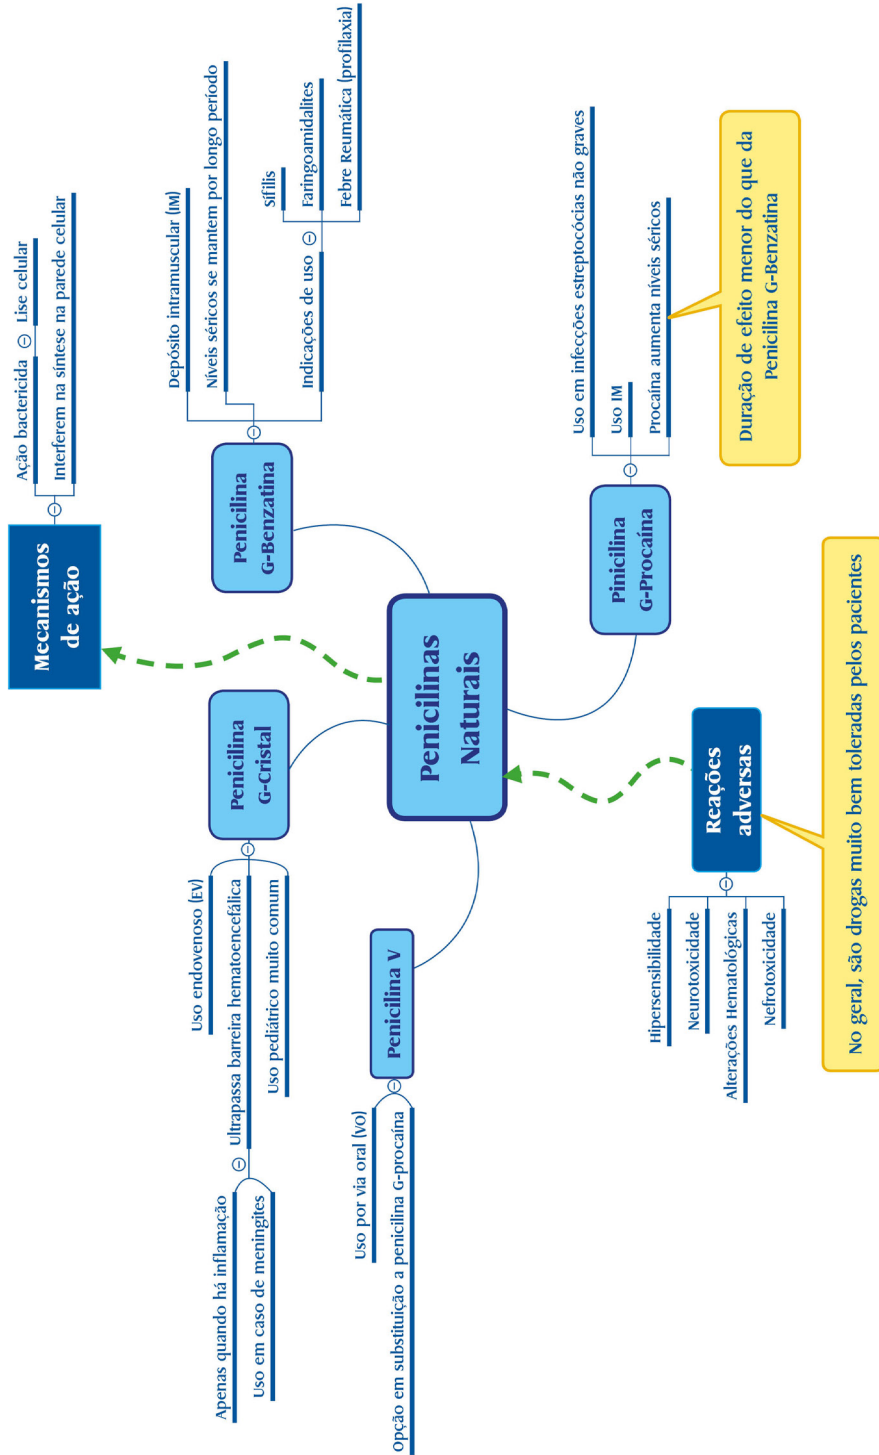 Mecanismos
de ação
Ação bactericida
Lise celular
Interferem na síntese na parede celular
Penicilina
G-Cristal
Uso endovenoso (EV)
Ultrapassa barreira hematoencefálica
Apenas quando há inflamação
Uso em caso de meningites
Uso pediátrico muito comum
Penicilina
G-Benzatina
Depósito intramuscular (IM)
Níveis séricos se mantem por longo período
Indicações de uso
Sífilis
Faringoamidalites
Febre Reumática (profilaxia)
Penicilinas
Naturais
Penicilina V
Uso por via oral (VO)
Opção em substituição a penicilina G-procaína
Pinicilina
G-Procaína
Uso em infecções estreptocócias não graves
Uso IM
Procaína aumenta níveis séricos
Duração de efeito menor do que da
Penicilina G-Benzatina
Reações
adversas
Hipersensibilidade
Neurotoxicidade
Alterações Hematológicas
Nefrotoxicidade
No geral, são drogas muito bem toleradas pelos pacientes